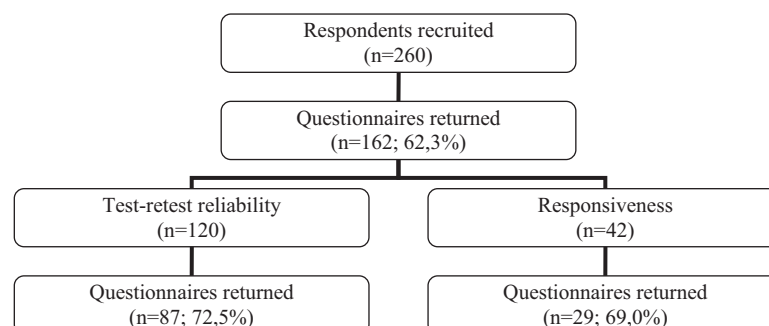 Respondents recruited
(n=260)
Questionnaires returned
(n=162; 62,3%)
Test-retest reliability
(n=120)
Responsiveness
(n=42)
Questionnaires returned
(n=87; 72,5%)
Questionnaires returned
(n=29; 69,0%)